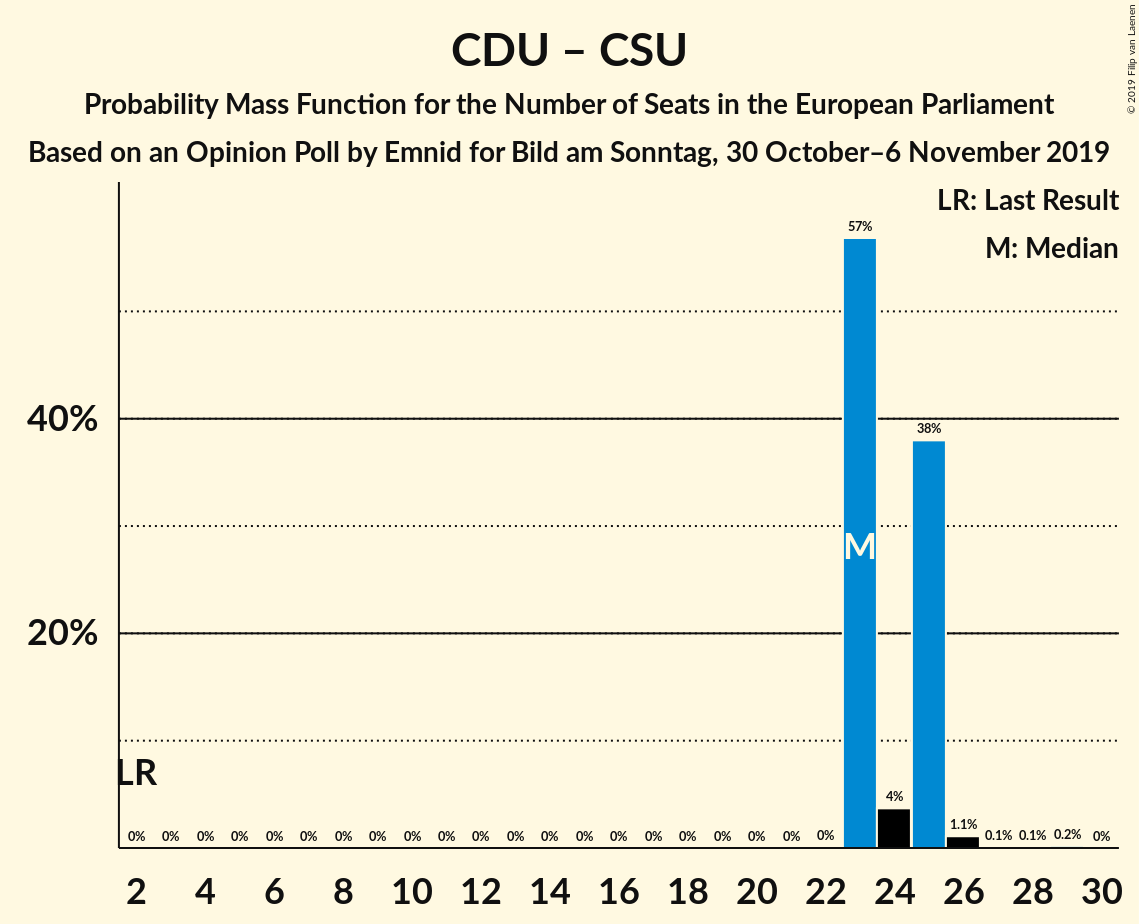 CDU – CSU
Probability Mass Function for the Number of Seats in the European Parliament
Based on an Opinion Poll by Emnid for Bild am Sonntag, 30 October–6 November 2019
© 2019 Filip van Laenen
LR: Last Result
M: Median
57%
40%
38%
M
20%
LR
4%
1.1%
0% 0% 0% 0% 0% 0% 0% 0% 0% 0% 0% 0% 0% 0% 0% 0% 0% 0% 0% 0% 0% 0.1% 0.1% 0.2% 0%
2 4 6 8 10 12 14 16 18 20 22 24 26 28 30